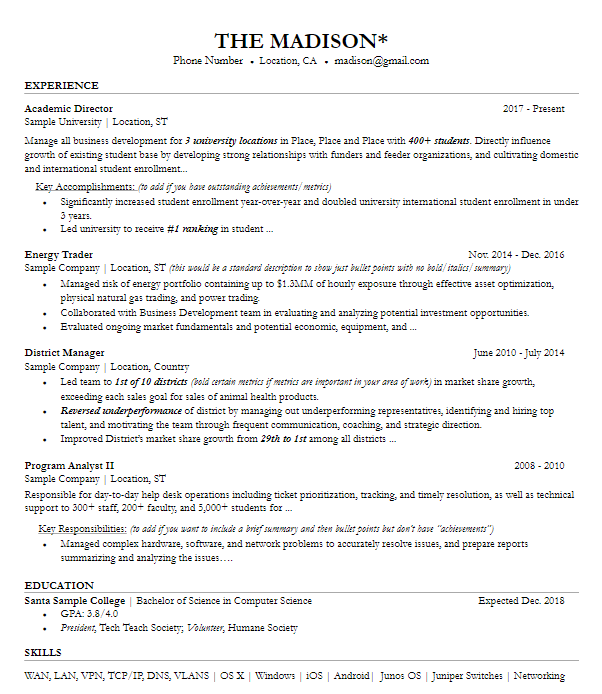 THE MADISON*
Phone Number • Location, CA • madison@gmail.com
EXPERIENCE
Academic Director 2017 - Present
Sample University | Location, ST
Manage all business development for 3 university locations in Place, Place and Place with 400+ students. Directly influence
growth of existing student base by developing strong relationships with funders and feeder organizations, and cultivating domestic
and international student enrollment...
Key Accomplishments: (to add if you have outstanding achievements/metrics)
• Significantly increased student enrollment year-over-year and doubled university international student enrollment in under
3 years.
• Led university to receive #1 ranking in student ...
Energy Trader Nov. 2014 - Dec. 2016
Sample Company | Location, ST (this would be a standard description to show just bullet points with no bold/italics/summary)
• Managed risk of energy portfolio containing up to $1.3MM of hourly exposure through effective asset optimization,
physical natural gas trading, and power trading.
• Collaborated with Business Development team in evaluating and analyzing potential investment opportunities.
• Evaluated ongoing market fundamentals and potential economic, equipment, and ...
District Manager June 2010 - July 2014
Sample Company | Location, Country
• Led team to 1st of 10 districts (bold certain metrics if metrics are important in your area of work) in market share growth,
exceeding each sales goal for sales of animal health products.
• Reversed underperformance of district by managing out underperforming representatives, identifying and hiring top
talent, and motivating the team through frequent communication, coaching, and strategic direction.
• Improved District's market share growth from 29th to 1st among all districts ...
Program Analyst II 2008 - 2010
Sample Company | Location, ST
Responsible for day-to-day help desk operations including ticket prioritization, tracking, and timely resolution, as well as technical
support to 300+ staff, 200+ faculty, and 5,000+ students for ...
Key Responsibilities: (to add if you want to include a brief summary and then bullet points but don't have "achievements")
• Managed complex hardware, software, and network problems to accurately resolve issues, and prepare reports
summarizing and analyzing the issues….
EDUCATION
Santa Sample College | Bachelor of Science in Computer Science Expected Dec. 2018
• GPA: 3.8/4.0
• President, Tech Teach Society; Volunteer, Humane Society
SKILLS
WAN, LAN, VPN, TCP/IP, DNS, VLANS | OS X | Windows | iOS | Android| Junos OS | Juniper Switches | Networking